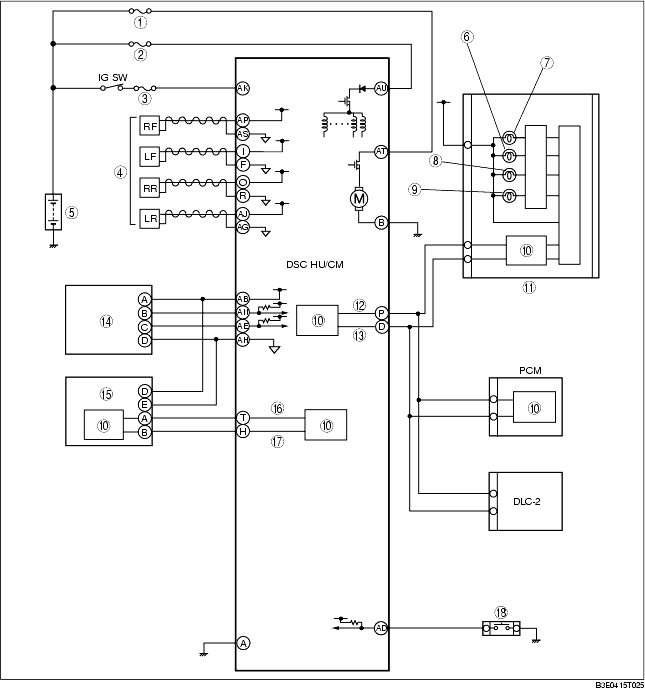 1
2
IG SW
3
AK
AU
6
7
RF
AP
AS
4
LF
I
F
AT
8
RR
O
R
M
9
5
LR
AJ
AG
B
DSC HU/CM
10
11
A
AB
14
B
10
12
P
C
AE
13
D
D
AH
PCM
15
D
E
10
10
A
T
16
10
B
H
17
DLC-2
18
AD
A
B3E0415T025